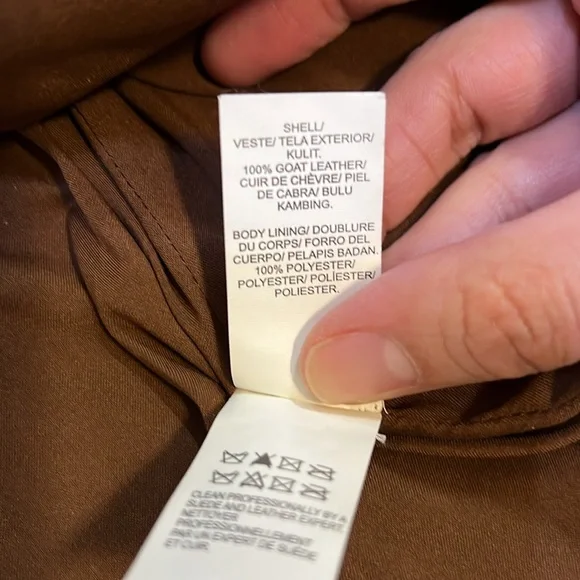 SHELL/
VESTE/ TELA EXTERIOR/
KULIT.
100% GOAT LEATHER/
CUIR DE CHÈVRE/ PIEL
DE CABRA/ BULU
KAMBING.
BODY LINING/ DOUBLURE
DU CORPS/ FORRO DEL
CUERPO/ PELAPIS BADAN.
100% POLYESTER/
POLYESTER/ POLÍESTER/
POLIESTER.
CLEAN PROFESSIONALLY BY A
SUEDE AND LEATHER EXPERT.
NETTOYER
PROFESSIONNELLEMENT
PAR UN EXPERT DE SUÈDE
ET CUIR.